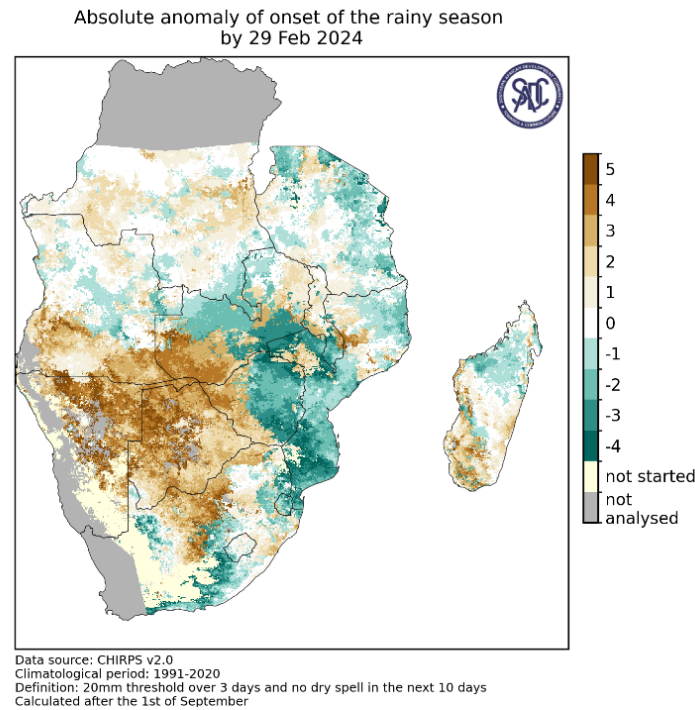 Absolute anomaly of onset of the rainy season
by 29 Feb 2024
SADC
5
4
3
2
1
0
-1
-2
-3
-4
not started
not
analysed
Data source: CHIRPS v2.0
Climatological period: 1991-2020
Definition: 20mm threshold over 3 days and no dry spell in the next 10 days
Calculated after the 1st of September